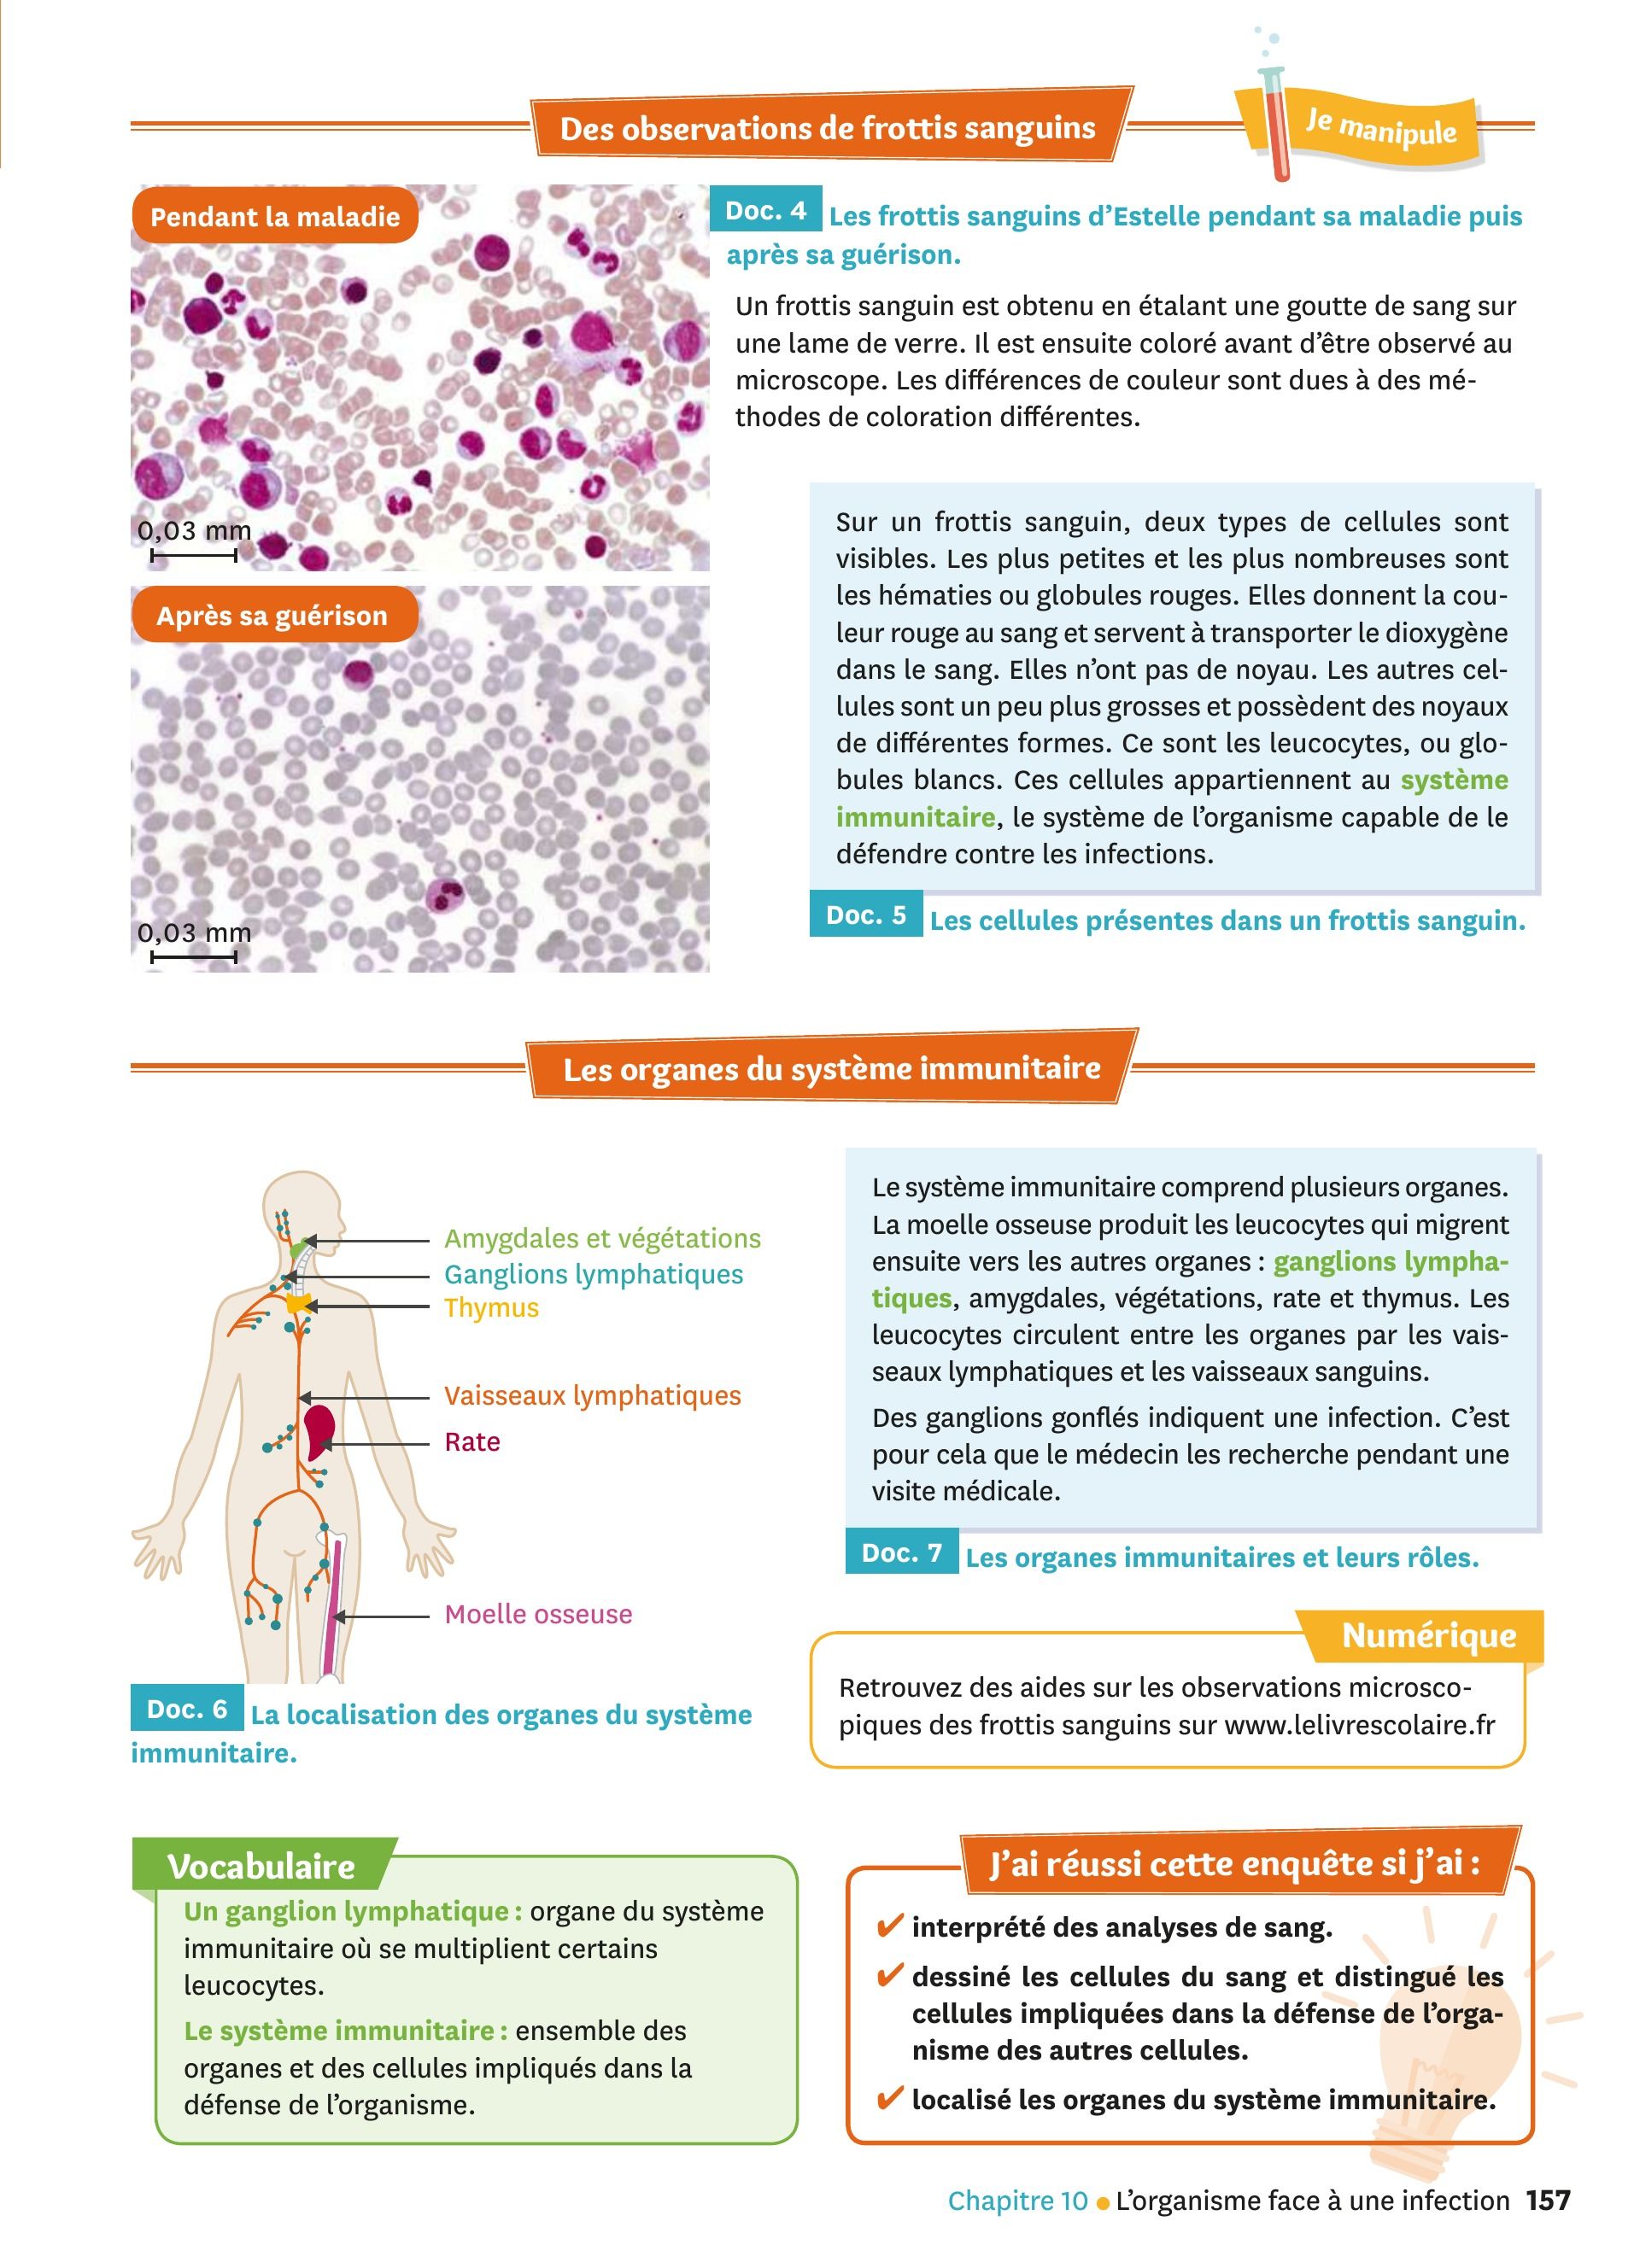 Des observations de frottis sanguins
Je manipule
Pendant la maladie
0,03 mm
Après sa guérison
0,03 mm
Doc. 4 Les frottis sanguins d’Estelle pendant sa maladie puis
après sa guérison.
Un frottis sanguin est obtenu en étalant une goutte de sang sur
une lame de verre. Il est ensuite coloré avant d’être observé au
microscope. Les différences de couleur sont dues à des mé-
thodes de coloration différentes.
Sur un frottis sanguin, deux types de cellules sont
visibles. Les plus petites et les plus nombreuses sont
les hématies ou globules rouges. Elles donnent la cou-
leur rouge au sang et servent à transporter le dioxygène
dans le sang. Elles n’ont pas de noyau. Les autres cel-
lules sont un peu plus grosses et possèdent des noyaux
de différentes formes. Ce sont les leucocytes, ou glo-
bules blancs. Ces cellules appartiennent au système
immunitaire, le système de l’organisme capable de le
défendre contre les infections.
Doc. 5 Les cellules présentes dans un frottis sanguin.
Les organes du système immunitaire
Amygdales et végétations
Ganglions lymphatiques
Thymus
Vaisseaux lymphatiques
Rate
Moelle osseuse
Doc. 6 La localisation des organes du système
immunitaire.
Le système immunitaire comprend plusieurs organes.
La moelle osseuse produit les leucocytes qui migrent
ensuite vers les autres organes : ganglions lympha-
tiques, amygdales, végétations, rate et thymus. Les
leucocytes circulent entre les organes par les vais-
seaux lymphatiques et les vaisseaux sanguins.
Des ganglions gonflés indiquent une infection. C’est
pour cela que le médecin les recherche pendant une
visite médicale.
Doc. 7 Les organes immunitaires et leurs rôles.
Numérique
Retrouvez des aides sur les observations microsco-
piques des frottis sanguins sur www.lelivrescolaire.fr
Vocabulaire
Un ganglion lymphatique : organe du système
immunitaire où se multiplient certains
leucocytes.
Le système immunitaire : ensemble des
organes et des cellules impliqués dans la
défense de l’organisme.
J’ai réussi cette enquête si j’ai :
✔ interprété des analyses de sang.
✔ dessiné les cellules du sang et distingué les
cellules impliquées dans la défense de l’orga-
nisme des autres cellules.
✔ localisé les organes du système immunitaire.
Chapitre 10 ● L’organisme face à une infection 157